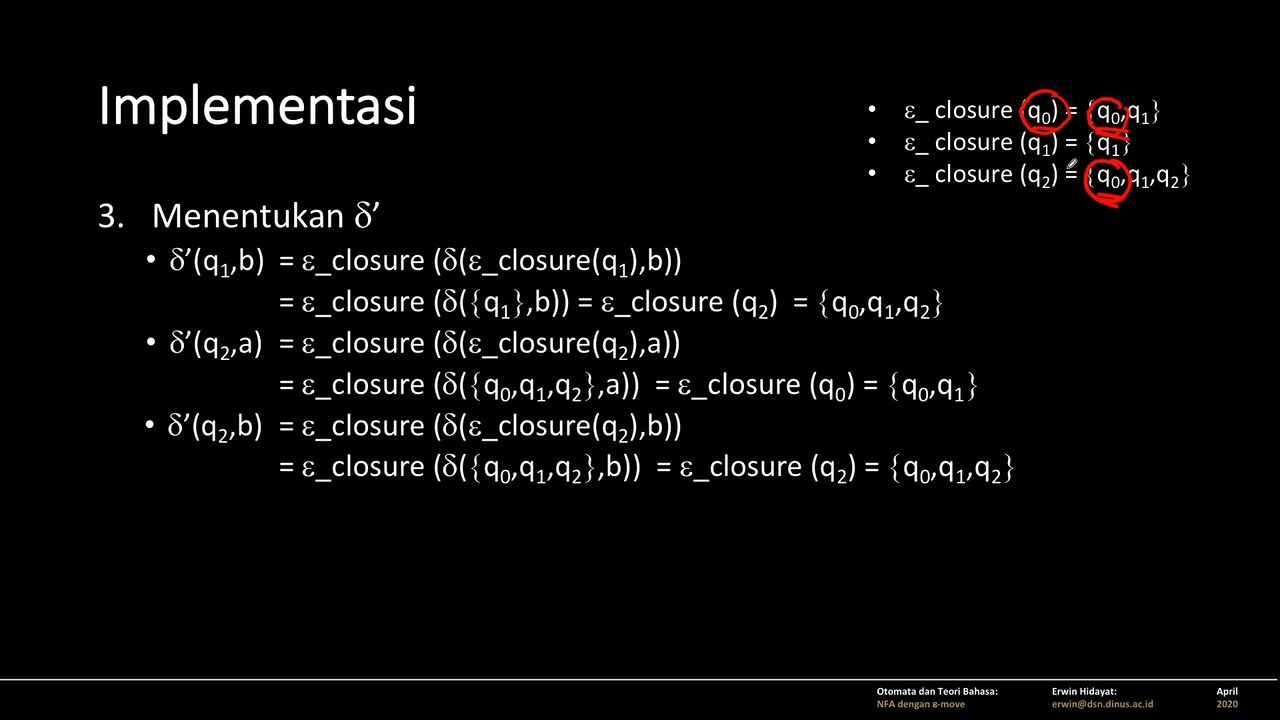 Implementasi
• ε_ closure (q₀) = {q₀,q₁}
• ε_ closure (q₁) = {q₁}
• ε_ closure (q₂) = {q₀,q₁,q₂}
3. Menentukan δ’
• δ’(q₁,b) = ε_closure (δ(ε_closure(q₁),b))
= ε_closure (δ({q₁},b)) = ε_closure (q₂) = {q₀,q₁,q₂}
• δ’(q₂,a) = ε_closure (δ(ε_closure(q₂),a))
= ε_closure (δ({q₀,q₁,q₂},a)) = ε_closure (q₀) = {q₀,q₁}
• δ’(q₂,b) = ε_closure (δ(ε_closure(q₂),b))
= ε_closure (δ({q₀,q₁,q₂},b)) = ε_closure (q₂) = {q₀,q₁,q₂}
Otomata dan Teori Bahasa: Erwin Hidayat: April
NFA dengan ε-move erwin@dsn.dinus.ac.id 2020